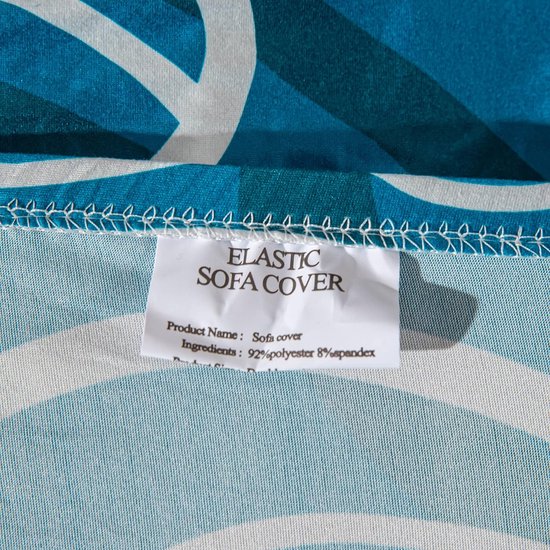 ELASTIC
SOFA COVER
Product Name : Sofa cover
Ingredients : 92%polyester 8%spandex